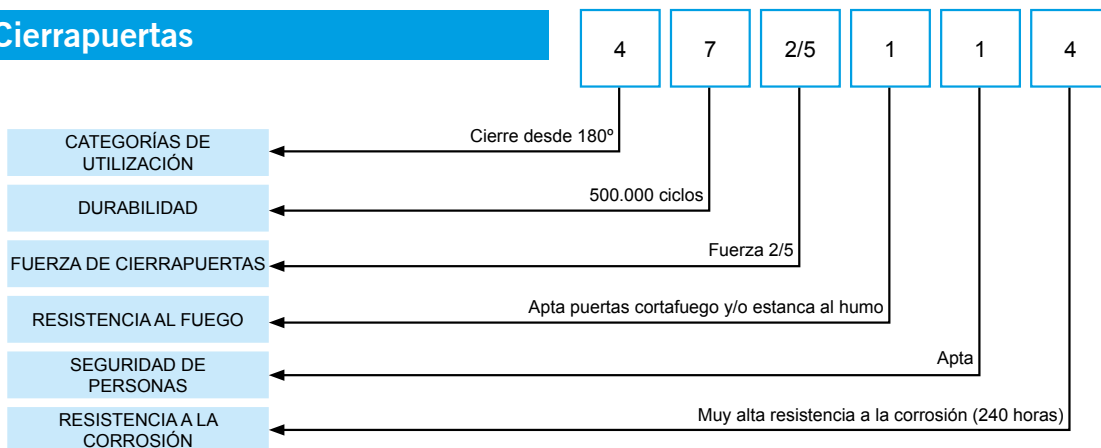 Cierrapuertas
4 7 2/5 1 1 4
Cierre desde 180º
CATEGORÍAS DE
UTILIZACIÓN
500.000 ciclos
DURABILIDAD
Fuerza 2/5
FUERZA DE CIERRAPUERTAS
Apta puertas cortafuego y/o estanca al humo
RESISTENCIA AL FUEGO
Apta
SEGURIDAD DE
PERSONAS
Muy alta resistencia a la corrosión (240 horas)
RESISTENCIA A LA
CORROSIÓN